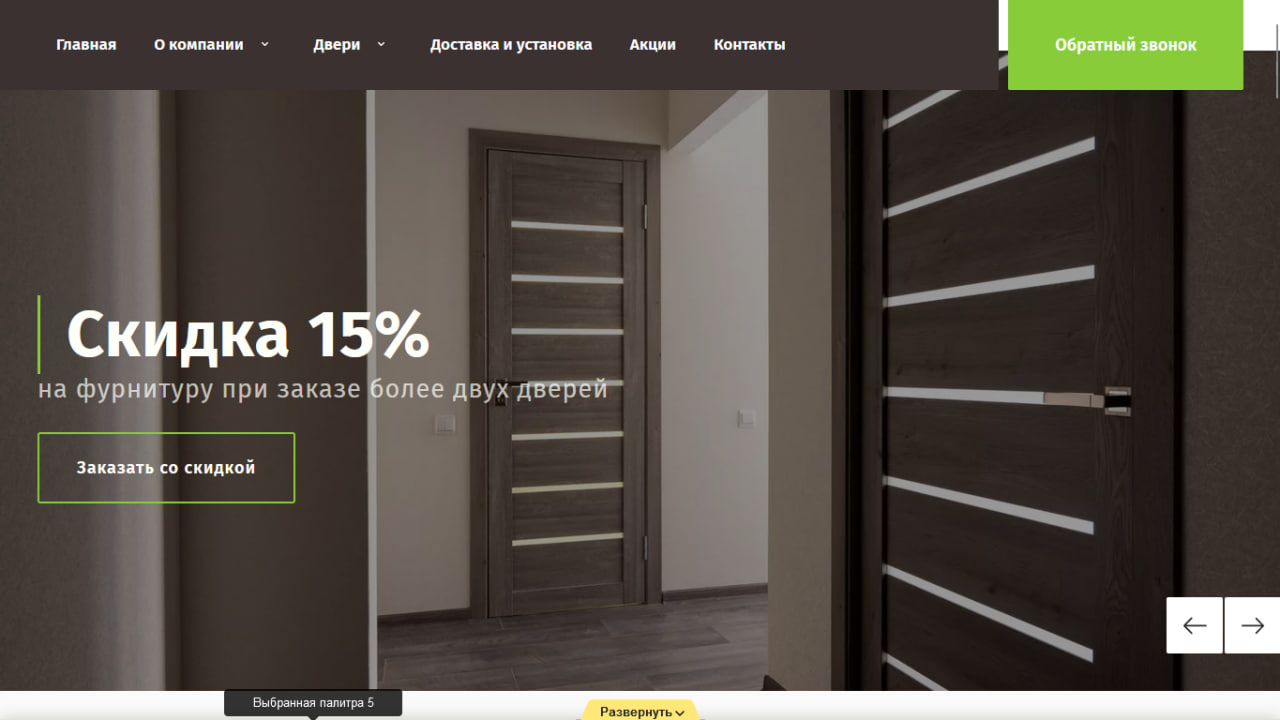 Главная О компании Двери Доставка и установка Акции Контакты Обратный звонок
Скидка 15%
на фурнитуру при заказе более двух дверей
Заказать со скидкой
Выбранная палитра 5
Развернуть